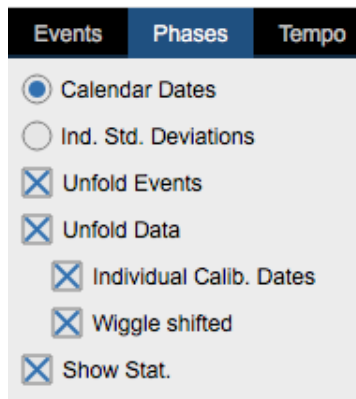 Events Phases Tempo
Calendar Dates
Ind. Std. Deviations
Unfold Events
Unfold Data
Individual Calib. Dates
Wiggle shifted
Show Stat.